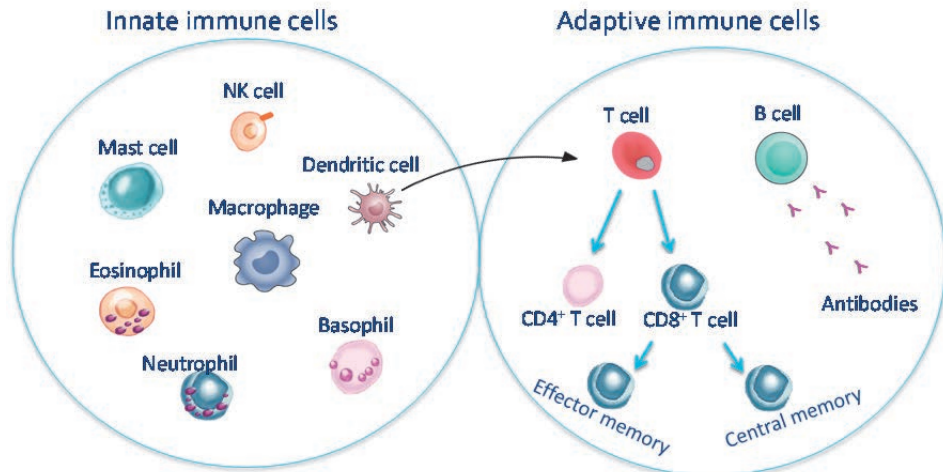 Innate immune cells
Adaptive immune cells
NK cell
Mast cell
Dendritic cell
Macrophage
Eosinophil
Basophil
Neutrophil
T cell
B cell
CD4⁺ T cell
CD8⁺ T cell
Antibodies
Effector memory
Central memory